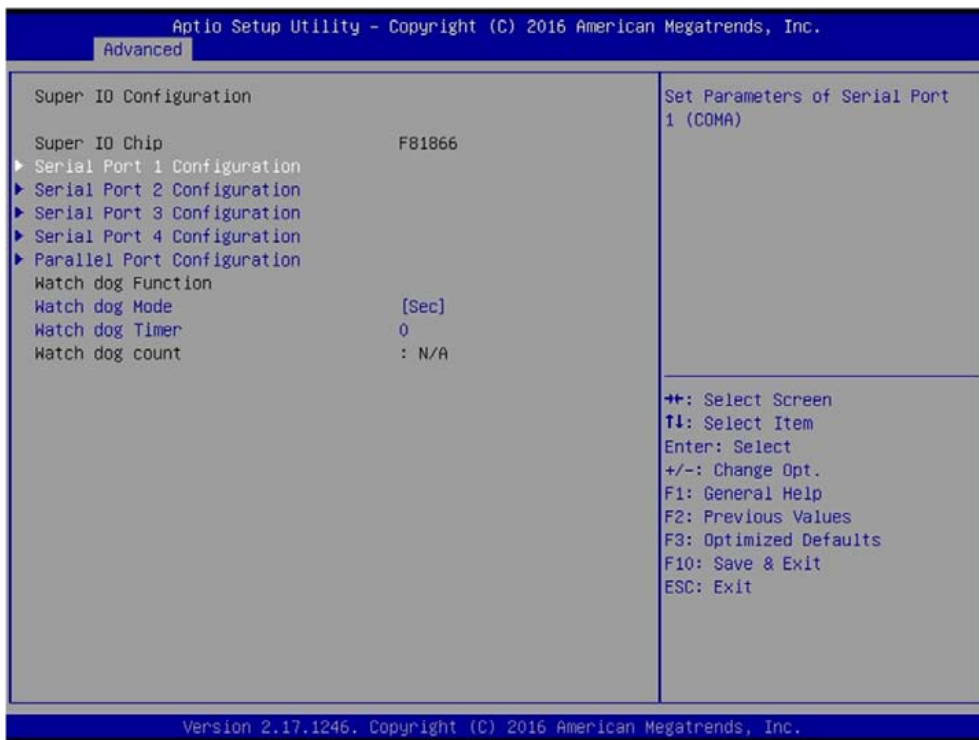 Aptio Setup Utility – Copyright (C) 2016 American Megatrends, Inc.
Advanced
Super IO Configuration
Super IO Chip F81866
▶ Serial Port 1 Configuration
▶ Serial Port 2 Configuration
▶ Serial Port 3 Configuration
▶ Serial Port 4 Configuration
▶ Parallel Port Configuration
Watch dog Function
Watch dog Mode [Sec]
Watch dog Timer 0
Watch dog count : N/A
Set Parameters of Serial Port
1 (COMA)
→←: Select Screen
↑↓: Select Item
Enter: Select
+/-: Change Opt.
F1: General Help
F2: Previous Values
F3: Optimized Defaults
F10: Save & Exit
ESC: Exit
Version 2.17.1246. Copyright (C) 2016 American Megatrends, Inc.